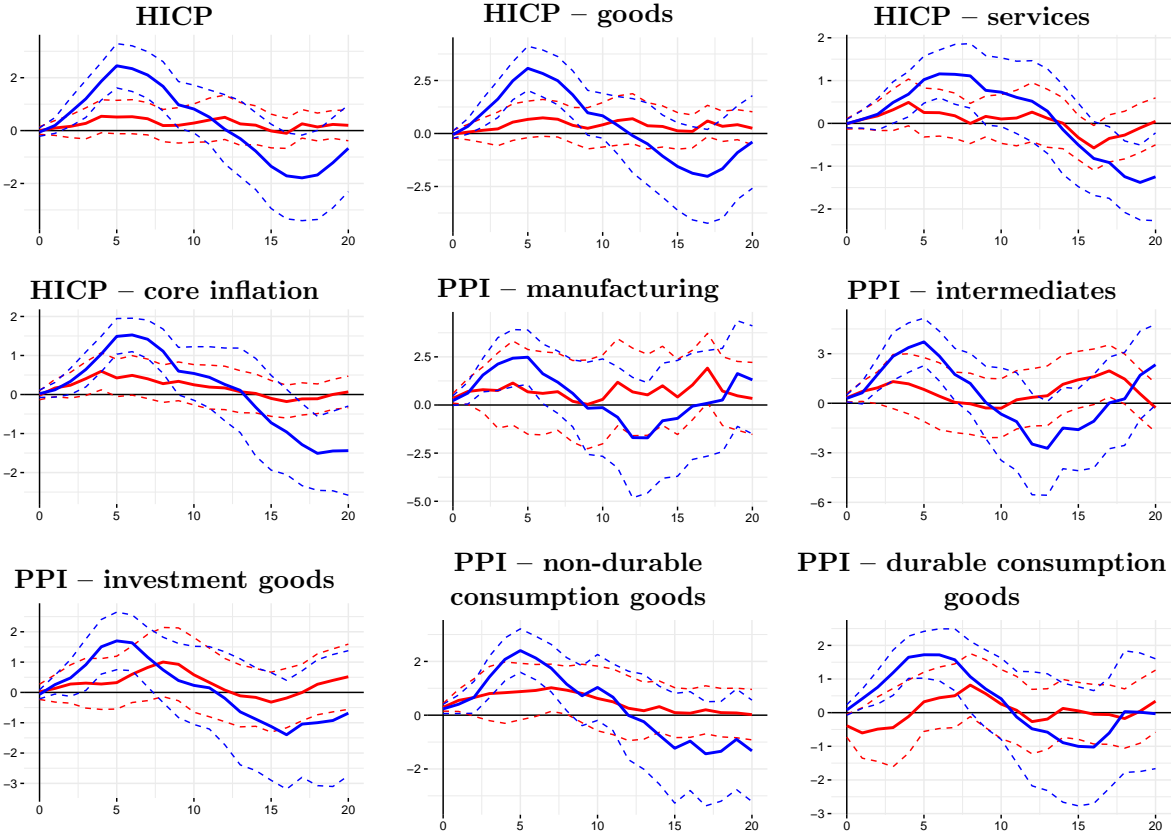 HICP
2
0
−2
0 5 10 15 20
HICP – goods
2.5
0.0
−2.5
0 5 10 15 20
HICP – services
2
1
0
−1
−2
0 5 10 15 20
HICP – core inflation
2
1
0
−1
−2
0 5 10 15 20
PPI – manufacturing
2.5
0.0
−2.5
−5.0
0 5 10 15 20
PPI – intermediates
3
0
−3
−6
0 5 10 15 20
PPI – investment goods
2
1
0
−1
−2
−3
0 5 10 15 20
PPI – non-durable
consumption goods
2
0
−2
0 5 10 15 20
PPI – durable consumption
goods
2
1
0
−1
−2
−3
0 5 10 15 20